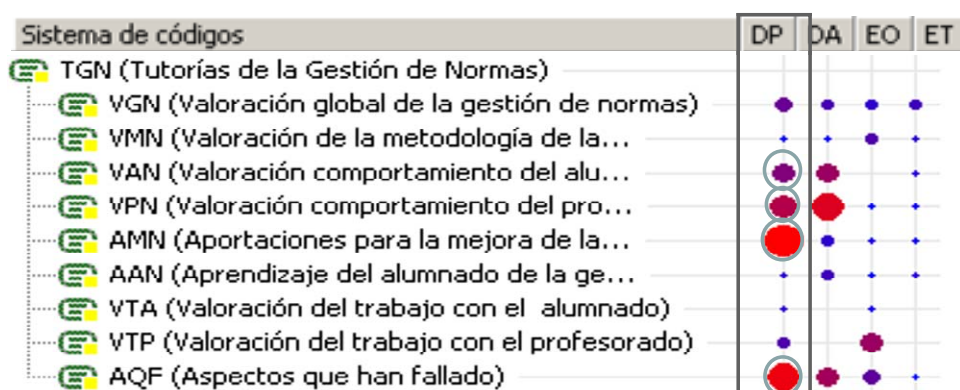 Sistema de códigos DP DA EO ET
TGN (Tutorías de la Gestión de Normas)
VGN (Valoración global de la gestión de normas)
VMN (Valoración de la metodología de la...
VAN (Valoración comportamiento del alu...
VPN (Valoración comportamiento del pro...
AMN (Aportaciones para la mejora de la...
AAN (Aprendizaje del alumnado de la ge...
VTA (Valoración del trabajo con el alumnado)
VTP (Valoración del trabajo con el profesorado)
AQF (Aspectos que han fallado)